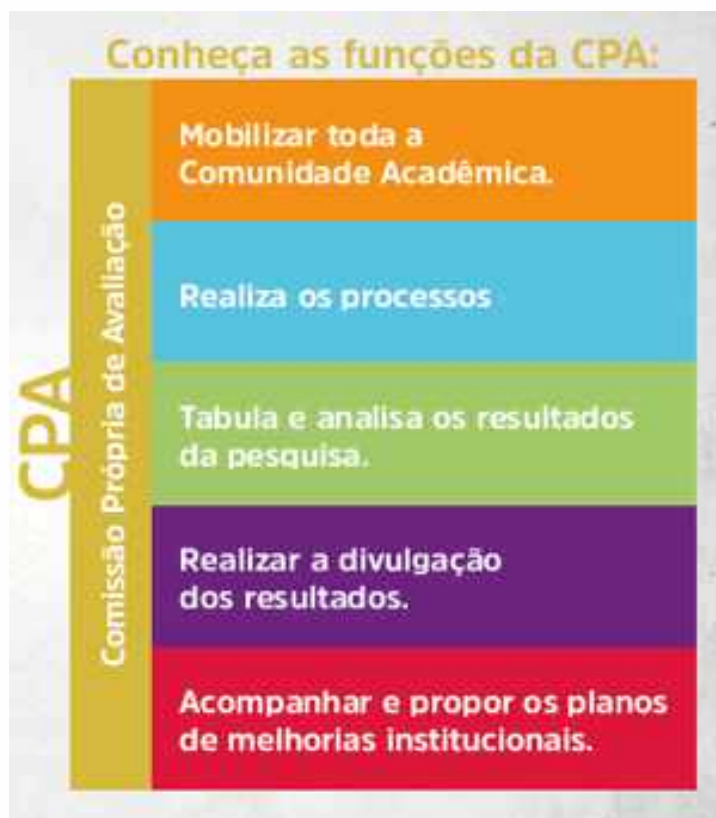 Conheça as funções da CPA:
CPA
Comissão Própria de Avaliação
Mobilizar toda a
Comunidade Acadêmica.
Realiza os processos
Tabula e analisa os resultados
da pesquisa.
Realizar a divulgação
dos resultados.
Acompanhar e propor os planos
de melhorias institucionais.